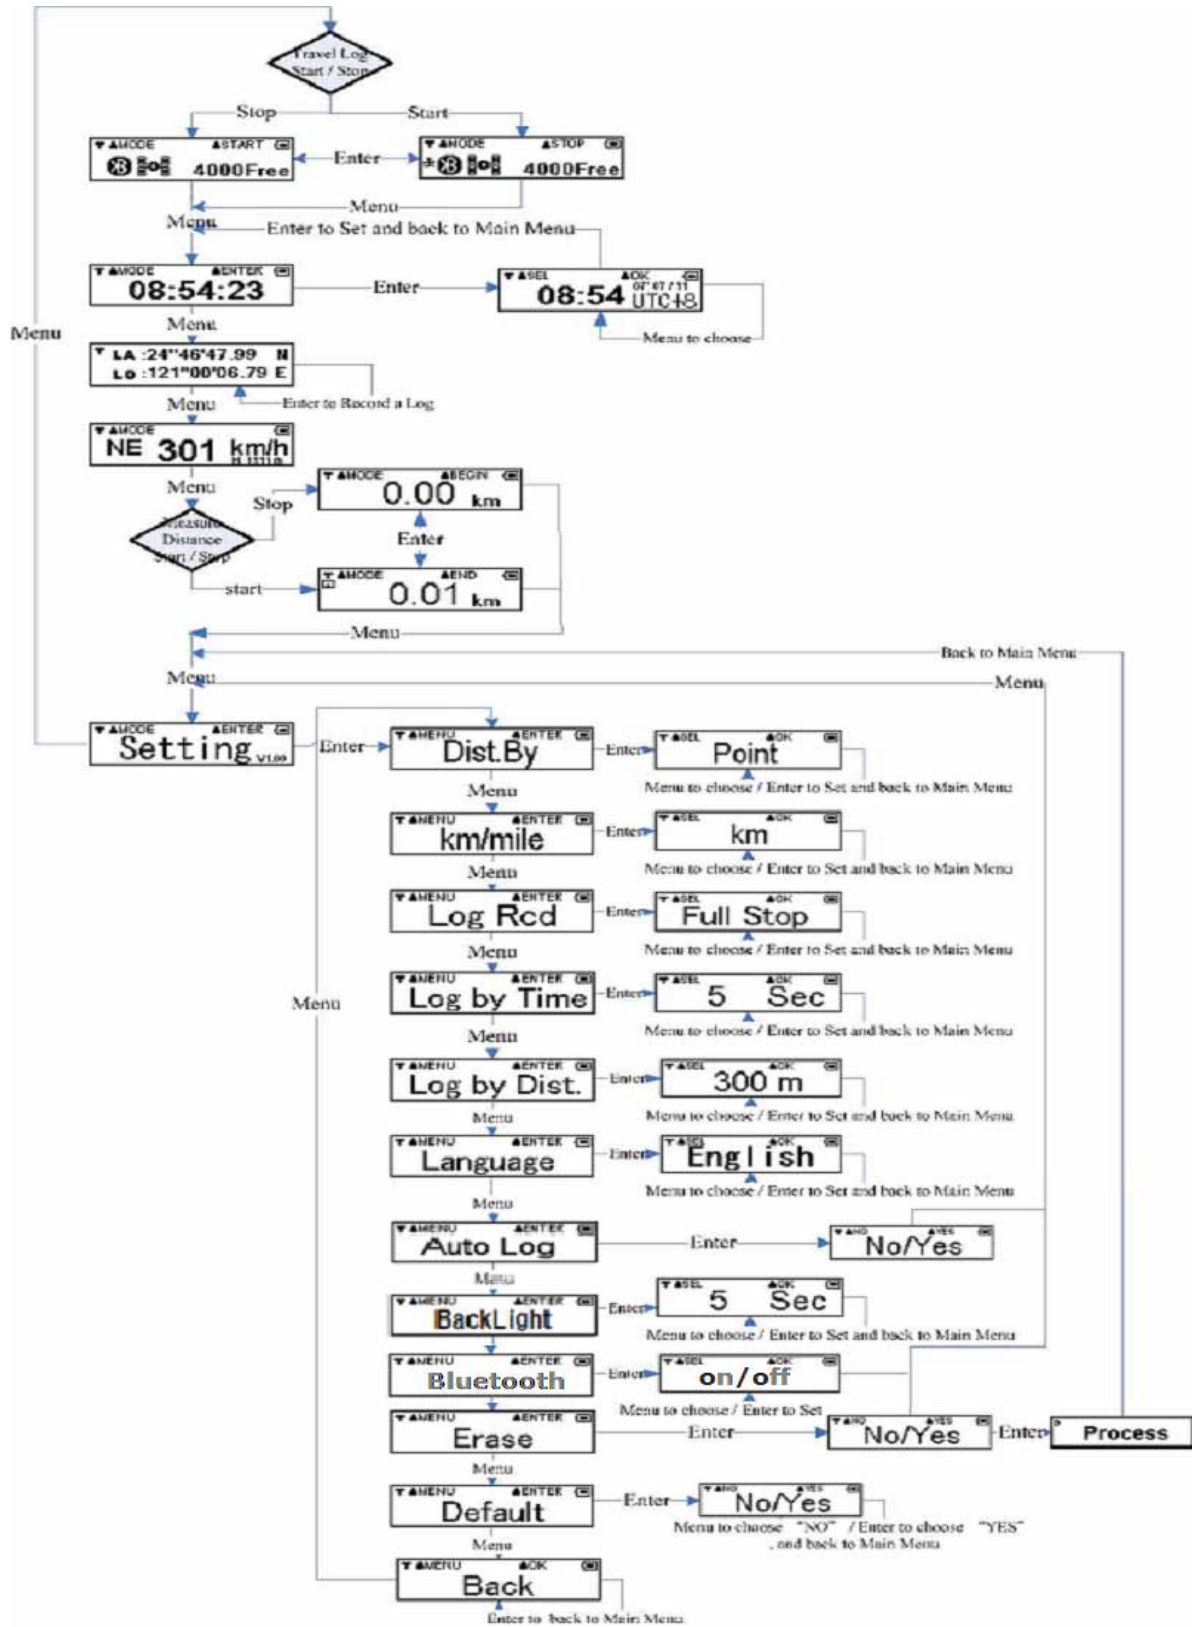 Travel Log
Start / Stop
Stop
Start
▼ ▲MODE ▲START
4000Free
Enter
▼ ▲MODE ▲STOP
4000Free
Menu
Menu
Enter to Set and back to Main Menu
▼ ▲MODE ▲ENTER
08:54:23
Enter
▼ ▲SEL ▲OK
08:54
UTC+8
Menu
Menu
Menu to choose
▼ LA :24"46'47.99 N
LO :121"00'06.79 E
Menu
Enter to Record a Log
▼ ▲MODE
NE 301 km/h
Menu
Stop
▼ ▲MODE ▲BEGIN
0.00 km
Measure
Distance
Start / Stop
Enter
start
▼ ▲MODE ▲END
0.01 km
Menu
Back to Main Menu
Menu
Menu
▼ ▲MODE ▲ENTER
Setting V1.00
Enter
▼ ▲MENU ▲ENTER
Dist.By
Enter
▼ ▲SEL ▲OK
Point
Menu to choose / Enter to Set and back to Main Menu
Menu
▼ ▲MENU ▲ENTER
km/mile
Enter
▼ ▲SEL ▲OK
km
Menu to choose / Enter to Set and back to Main Menu
Menu
▼ ▲MENU ▲ENTER
Log Rcd
Enter
▼ ▲SEL ▲OK
Full Stop
Menu to choose / Enter to Set and back to Main Menu
Menu
▼ ▲MENU ▲ENTER
Log by Time
Enter
▼ ▲SEL ▲OK
5 Sec
Menu
Menu to choose / Enter to Set and back to Main Menu
Menu
▼ ▲MENU ▲ENTER
Log by Dist.
Enter
▼ ▲SEL ▲OK
300 m
Menu to choose / Enter to Set and back to Main Menu
Menu
▼ ▲MENU ▲ENTER
Language
Enter
▼ ▲SEL ▲OK
English
Menu to choose / Enter to Set and back to Main Menu
Menu
▼ ▲MENU ▲ENTER
Auto Log
Enter
▼ ▲NO ▲YES
No/Yes
Menu
▼ ▲MENU ▲ENTER
BackLight
Enter
▼ ▲SEL ▲OK
5 Sec
Menu to choose / Enter to Set and back to Main Menu
▼ ▲MENU ▲ENTER
Bluetooth
Enter
▼ ▲SEL ▲OK
on/off
Menu to choose / Enter to Set
▼ ▲MENU ▲ENTER
Erase
Enter
▼ ▲NO ▲YES
No/Yes
Enter
Process
Menu
▼ ▲MENU ▲ENTER
Default
Enter
▼ ▲NO ▲YES
No/Yes
Menu to choose "NO" / Enter to choose "YES"
, and back to Main Menu
Menu
▼ ▲MENU ▲OK
Back
Enter to back to Main Menu